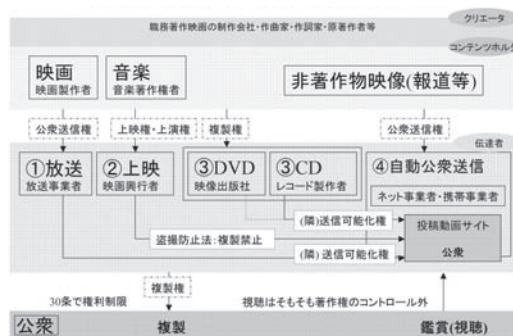 クリエータ
職務著作映画の制作会社・作曲家・作詞家・原著作者等
コンテンツホルダ
映画
映画製作者
音楽
音楽著作権者
非著作物映像(報道等)
公衆送信権
上映権・上演権
複製権
公衆送信権
伝達者
①放送
放送事業者
②上映
映画興行者
③DVD
映像出版社
③CD
レコード製作者
④自動公衆送信
ネット事業者・携帯事業者
(隣)送信可能化権
投稿動画サイト
公衆
盗撮防止法:複製禁止
(隣)送信可能化権
複製権
30条で権利制限
視聴はそもそも著作権のコントロール外
公衆
複製
鑑賞(視聴)